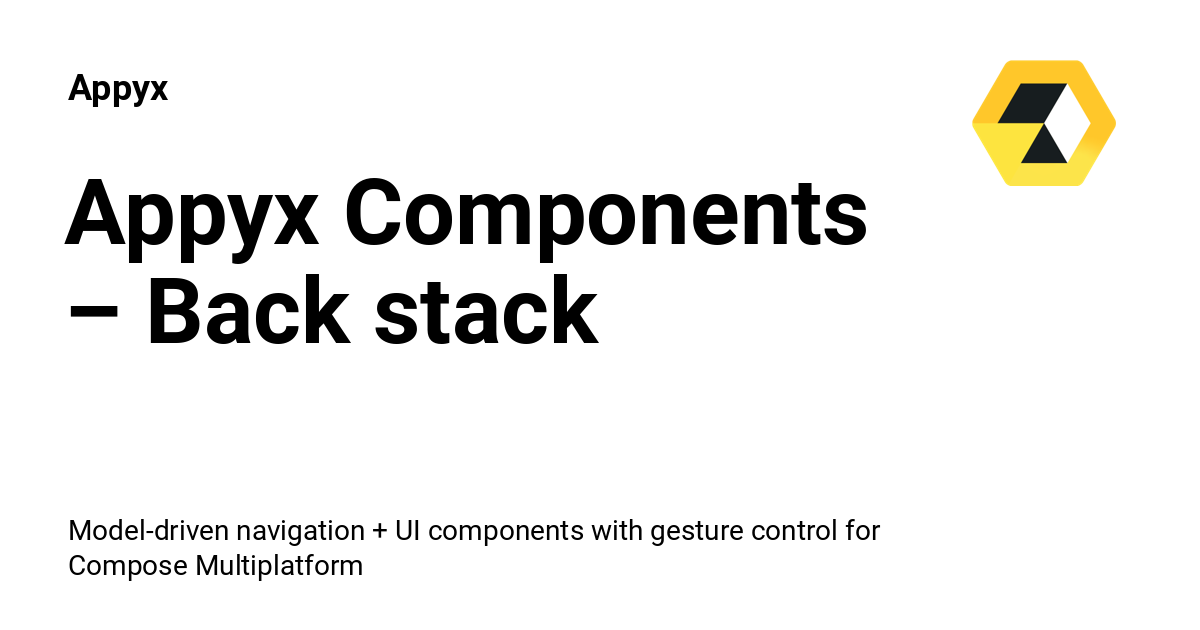 Appyx
Appyx Components
– Back stack
Model-driven navigation + UI components with gesture control for
Compose Multiplatform